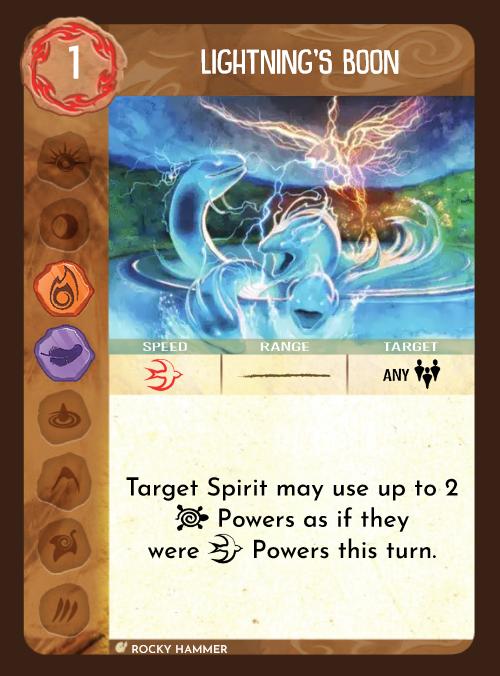 1
LIGHTNING'S BOON
SPEED RANGE TARGET
ANY
Target Spirit may use up to 2
Powers as if they
were Powers this turn.
ROCKY HAMMER